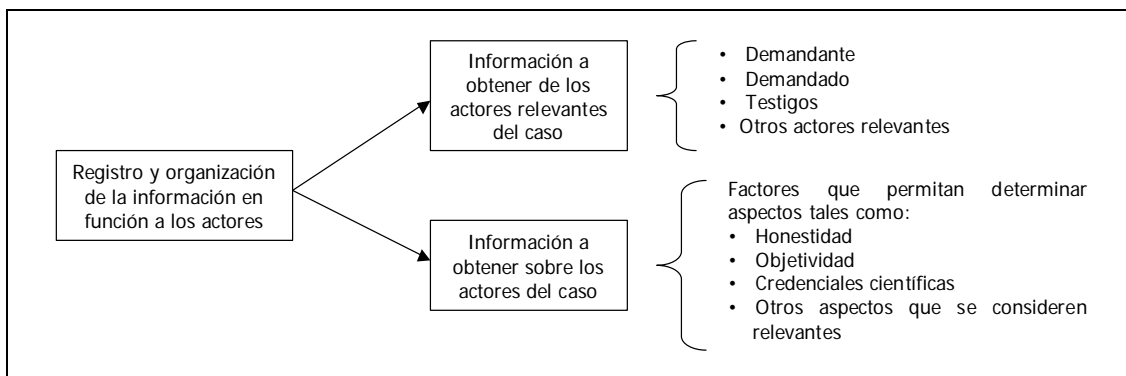 Registro y organización
de la información en
función a los actores
Información a
obtener de los
actores relevantes
del caso
• Demandante
• Demandado
• Testigos
• Otros actores relevantes
Información a
obtener sobre los
actores del caso
Factores que permitan determinar
aspectos tales como:
• Honestidad
• Objetividad
• Credenciales científicas
• Otros aspectos que se consideren
relevantes